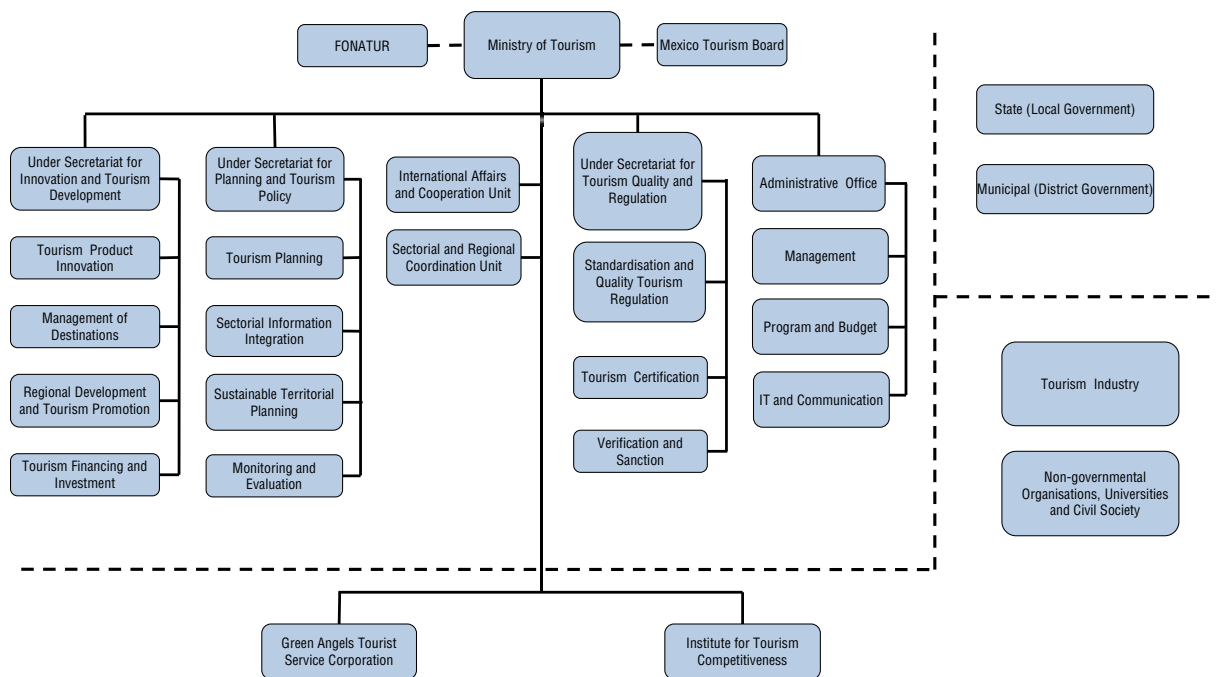 FONATUR
Ministry of Tourism
Mexico Tourism Board
State (Local Government)
Municipal (District Government)
Under Secretariat for
Innovation and Tourism
Development
Tourism Product
Innovation
Management of
Destinations
Regional Development
and Tourism Promotion
Tourism Financing and
Investment
Under Secretariat for
Planning and Tourism
Policy
Tourism Planning
Sectorial Information
Integration
Sustainable Territorial
Planning
Monitoring and
Evaluation
International Affairs
and Cooperation Unit
Sectorial and Regional
Coordination Unit
Under Secretariat for
Tourism Quality and
Regulation
Standardisation and
Quality Tourism
Regulation
Tourism Certification
Verification and
Sanction
Administrative Office
Management
Program and Budget
IT and Communication
Tourism Industry
Non-governmental
Organisations, Universities
and Civil Society
Green Angels Tourist
Service Corporation
Institute for Tourism
Competitiveness